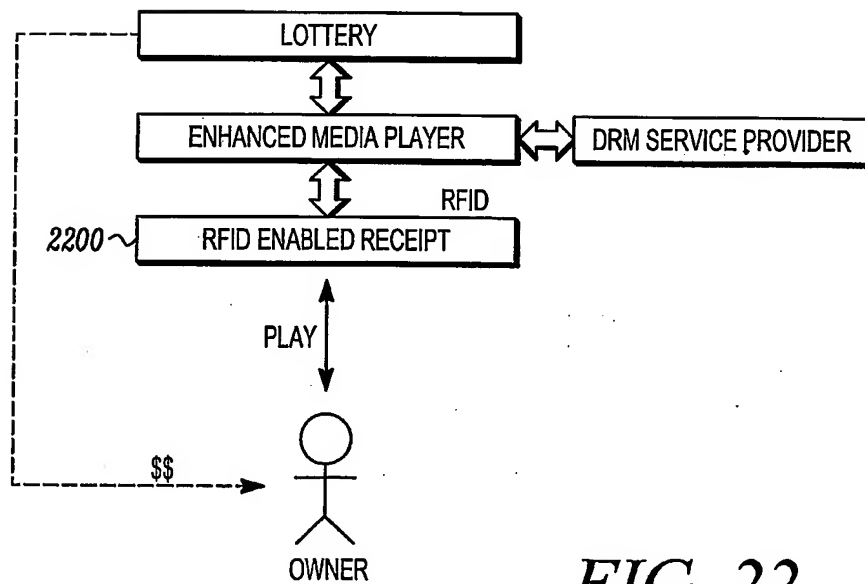 LOTTERY
ENHANCED MEDIA PLAYER
DRM SERVICE PROVIDER
RFID
2200
RFID ENABLED RECEIPT
PLAY
$$
OWNER
FIG. 22